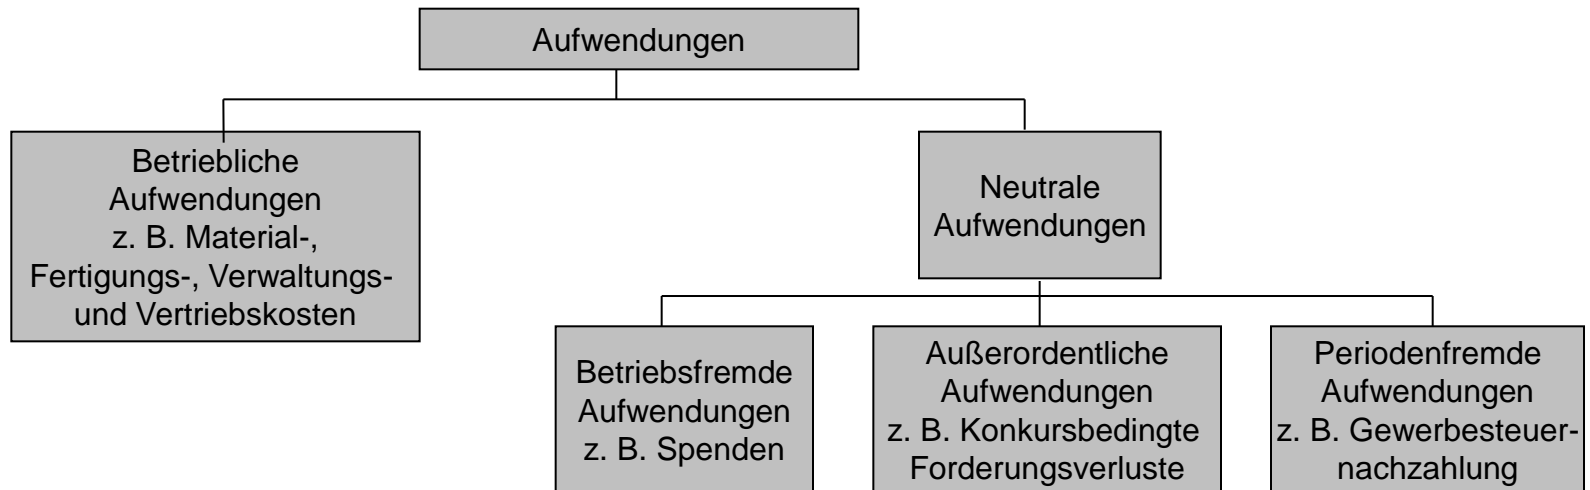 Aufwendungen
Betriebliche
Aufwendungen
z. B. Material-,
Fertigungs-, Verwaltungs-
und Vertriebskosten
Neutrale
Aufwendungen
Betriebsfremde
Aufwendungen
z. B. Spenden
Außerordentliche
Aufwendungen
z. B. Konkursbedingte
Forderungsverluste
Periodenfremde
Aufwendungen
z. B. Gewerbesteuer-
nachzahlung